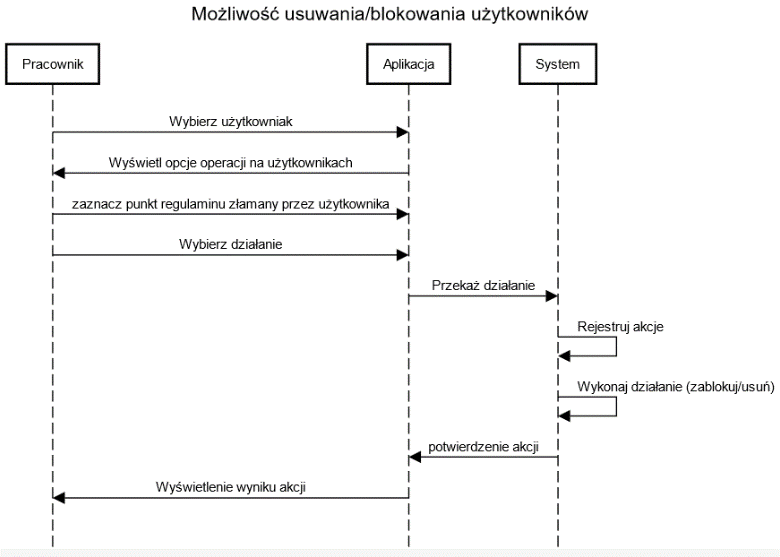 Możliwość usuwania/blokowania użytkowników
Pracownik
Aplikacja
System
Wybierz użytkowniak
Wyświetl opcje operacji na użytkownikach
zaznacz punkt regulaminu złamany przez użytkownika
Wybierz działanie
Przekaż działanie
Rejestruj akcje
Wykonaj działanie (zablokuj/usuń)
potwierdzenie akcji
Wyświetlenie wyniku akcji